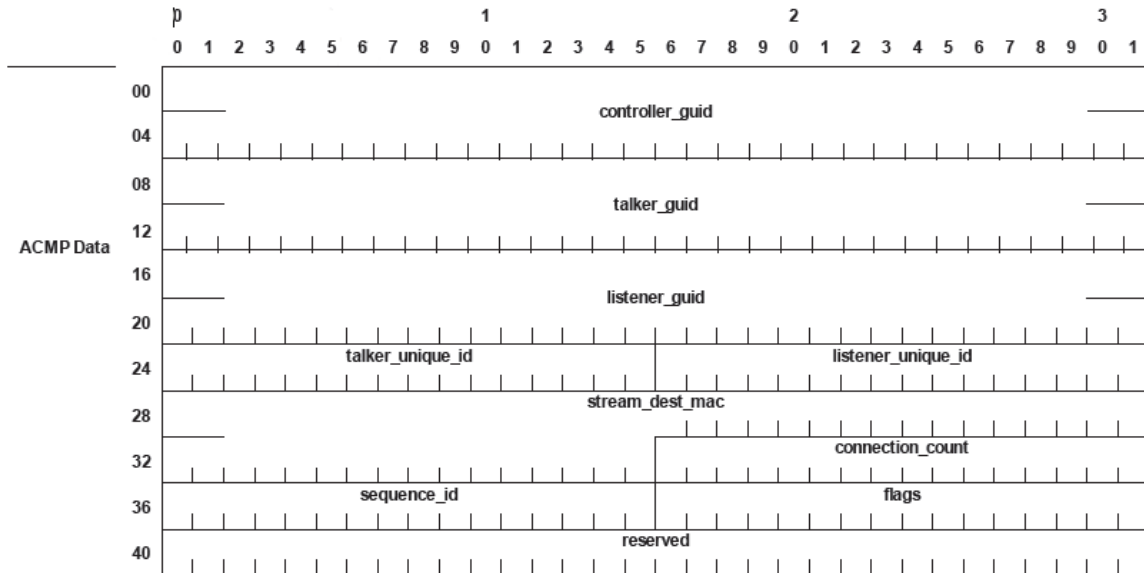 0 1 2 3
0 1 2 3 4 5 6 7 8 9 0 1 2 3 4 5 6 7 8 9 0 1 2 3 4 5 6 7 8 9 0 1
00
controller_guid
04
08
talker_guid
12
ACMP Data
16
listener_guid
20
talker_unique_id listener_unique_id
24
stream_dest_mac
28
connection_count
32
sequence_id flags
36
reserved
40